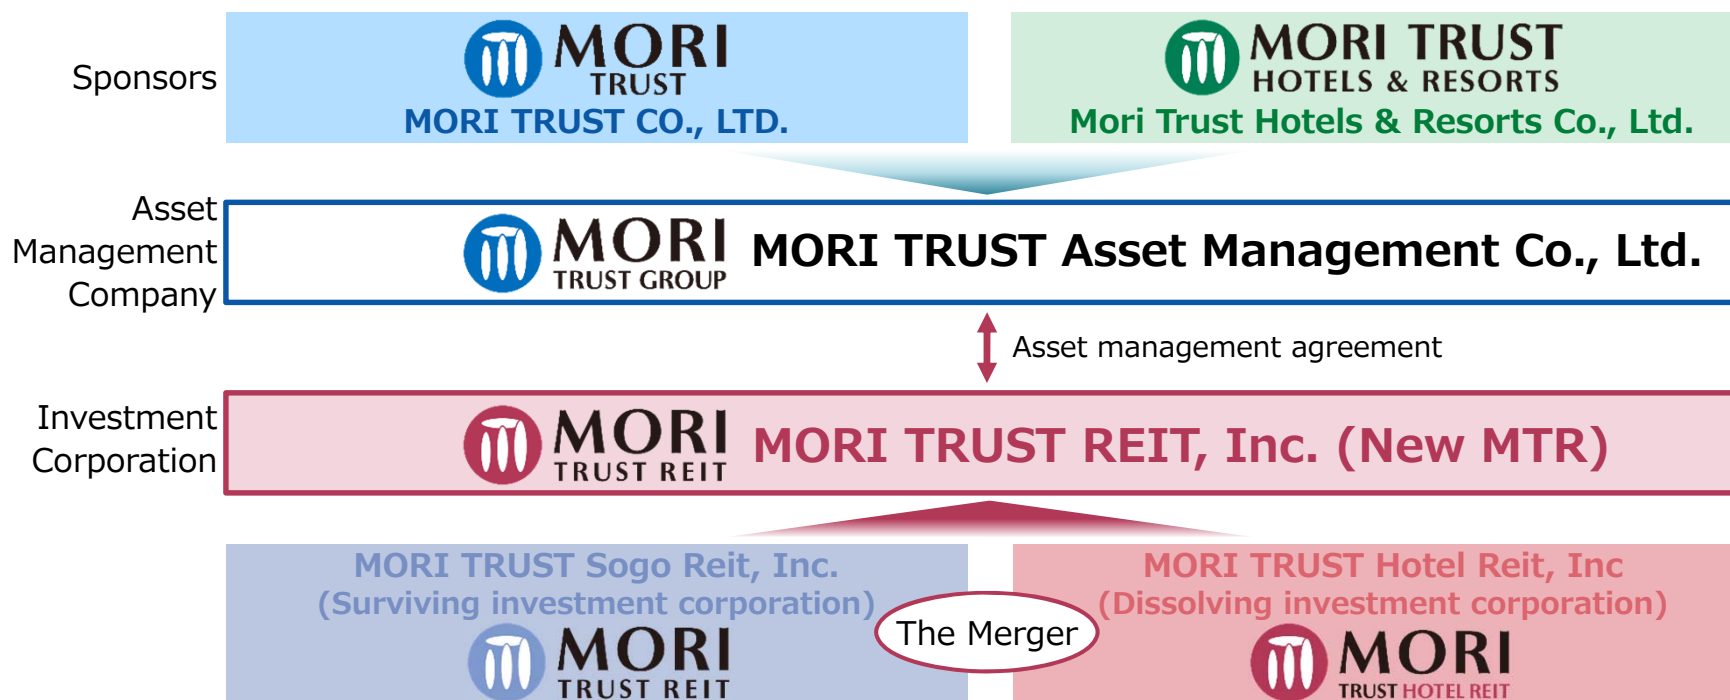 Sponsors
MORI
TRUST
MORI TRUST CO., LTD.
MORI TRUST
HOTELS & RESORTS
Mori Trust Hotels & Resorts Co., Ltd.
Asset
Management
Company
MORI
TRUST GROUP
MORI TRUST Asset Management Co., Ltd.
Asset management agreement
Investment
Corporation
MORI
TRUST REIT
MORI TRUST REIT, Inc. (New MTR)
MORI TRUST Sogo Reit, Inc.
(Surviving investment corporation)
MORI
TRUST REIT
The Merger
MORI TRUST Hotel Reit, Inc
(Dissolving investment corporation)
MORI
TRUST HOTEL REIT